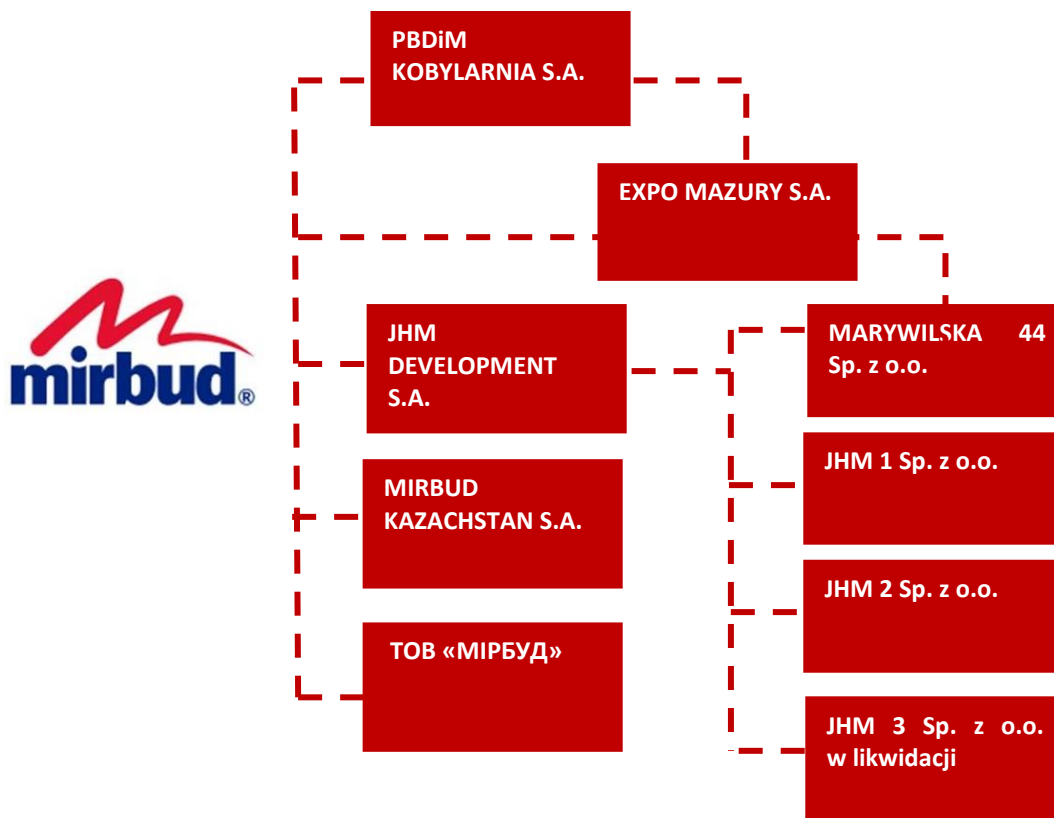 PBDiM
KOBYLARNIA S.A.
EXPO MAZURY S.A.
mirbud®
JHM
DEVELOPMENT
S.A.
MARYWILSKA 44
Sp. z o.o.
JHM 1 Sp. z o.o.
MIRBUD
KAZACHSTAN S.A.
JHM 2 Sp. z o.o.
ТОВ «МІРБУД»
JHM 3 Sp. z o.o.
w likwidacji